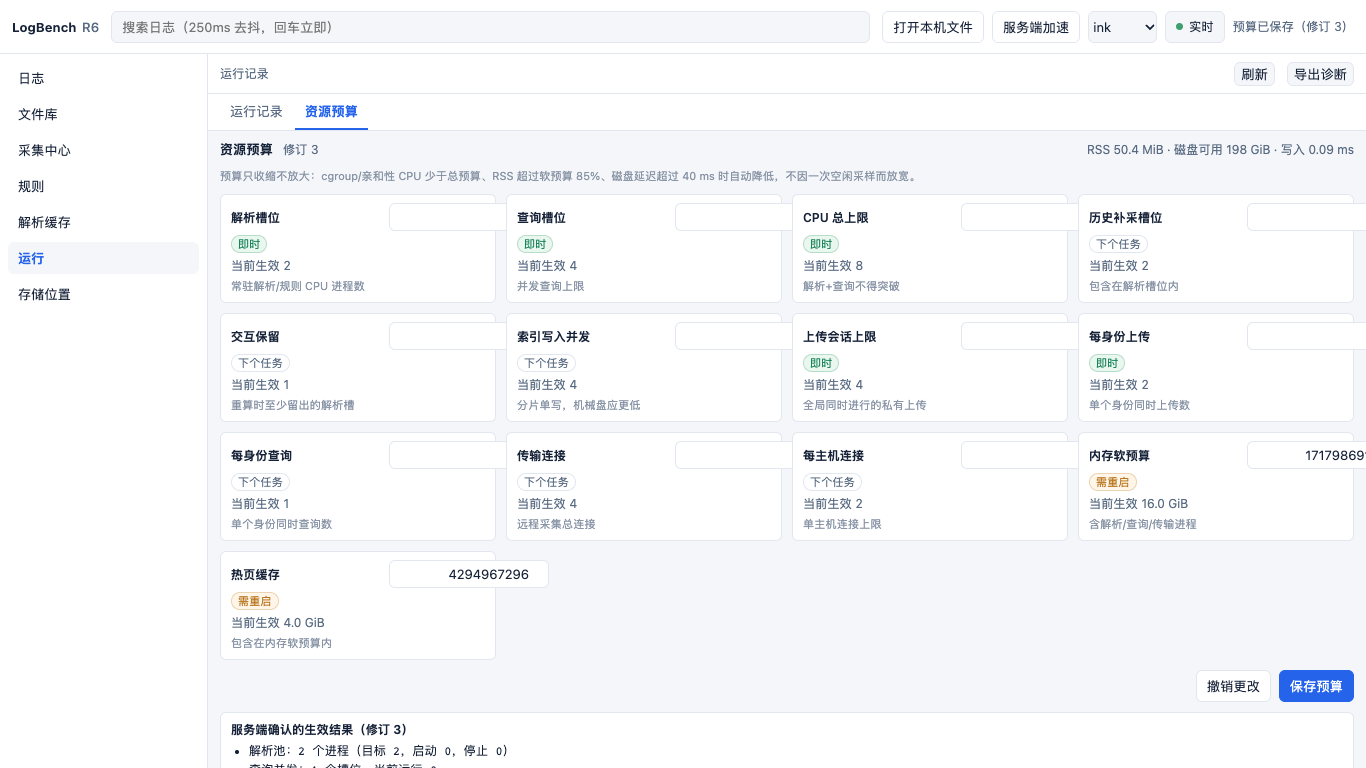 LogBench R6
搜索日志（250ms 去抖，回车立即）
打开本机文件
服务端加速
ink
实时
预算已保存（修订 3）
日志
文件库
采集中心
规则
解析缓存
运行
存储位置
运行记录
刷新
导出诊断
运行记录
资源预算
资源预算 修订 3
RSS 50.4 MiB · 磁盘可用 198 GiB · 写入 0.09 ms
预算只收缩不放大：cgroup/亲和性 CPU 少于总预算、RSS 超过软预算 85%、磁盘延迟超过 40 ms 时自动降低，不因一次空闲采样而放宽。
解析槽位
即时
当前生效 2
常驻解析/规则 CPU 进程数
查询槽位
即时
当前生效 4
并发查询上限
CPU 总上限
即时
当前生效 8
解析+查询不得突破
历史补采槽位
下个任务
当前生效 2
包含在解析槽位内
交互保留
下个任务
当前生效 1
重算时至少留出的解析槽
索引写入并发
下个任务
当前生效 4
分片单写，机械盘应更低
上传会话上限
即时
当前生效 4
全局同时进行的私有上传
每身份上传
即时
当前生效 2
单个身份同时上传数
每身份查询
下个任务
当前生效 1
单个身份同时查询数
传输连接
下个任务
当前生效 4
远程采集总连接
每主机连接
下个任务
当前生效 2
单主机连接上限
内存软预算
需重启
当前生效 16.0 GiB
含解析/查询/传输进程
热页缓存
4294967296
需重启
当前生效 4.0 GiB
包含在内存软预算内
撤销更改
保存预算
服务端确认的生效结果（修订 3）
• 解析池：2 个进程（目标 2，启动 0，停止 0）